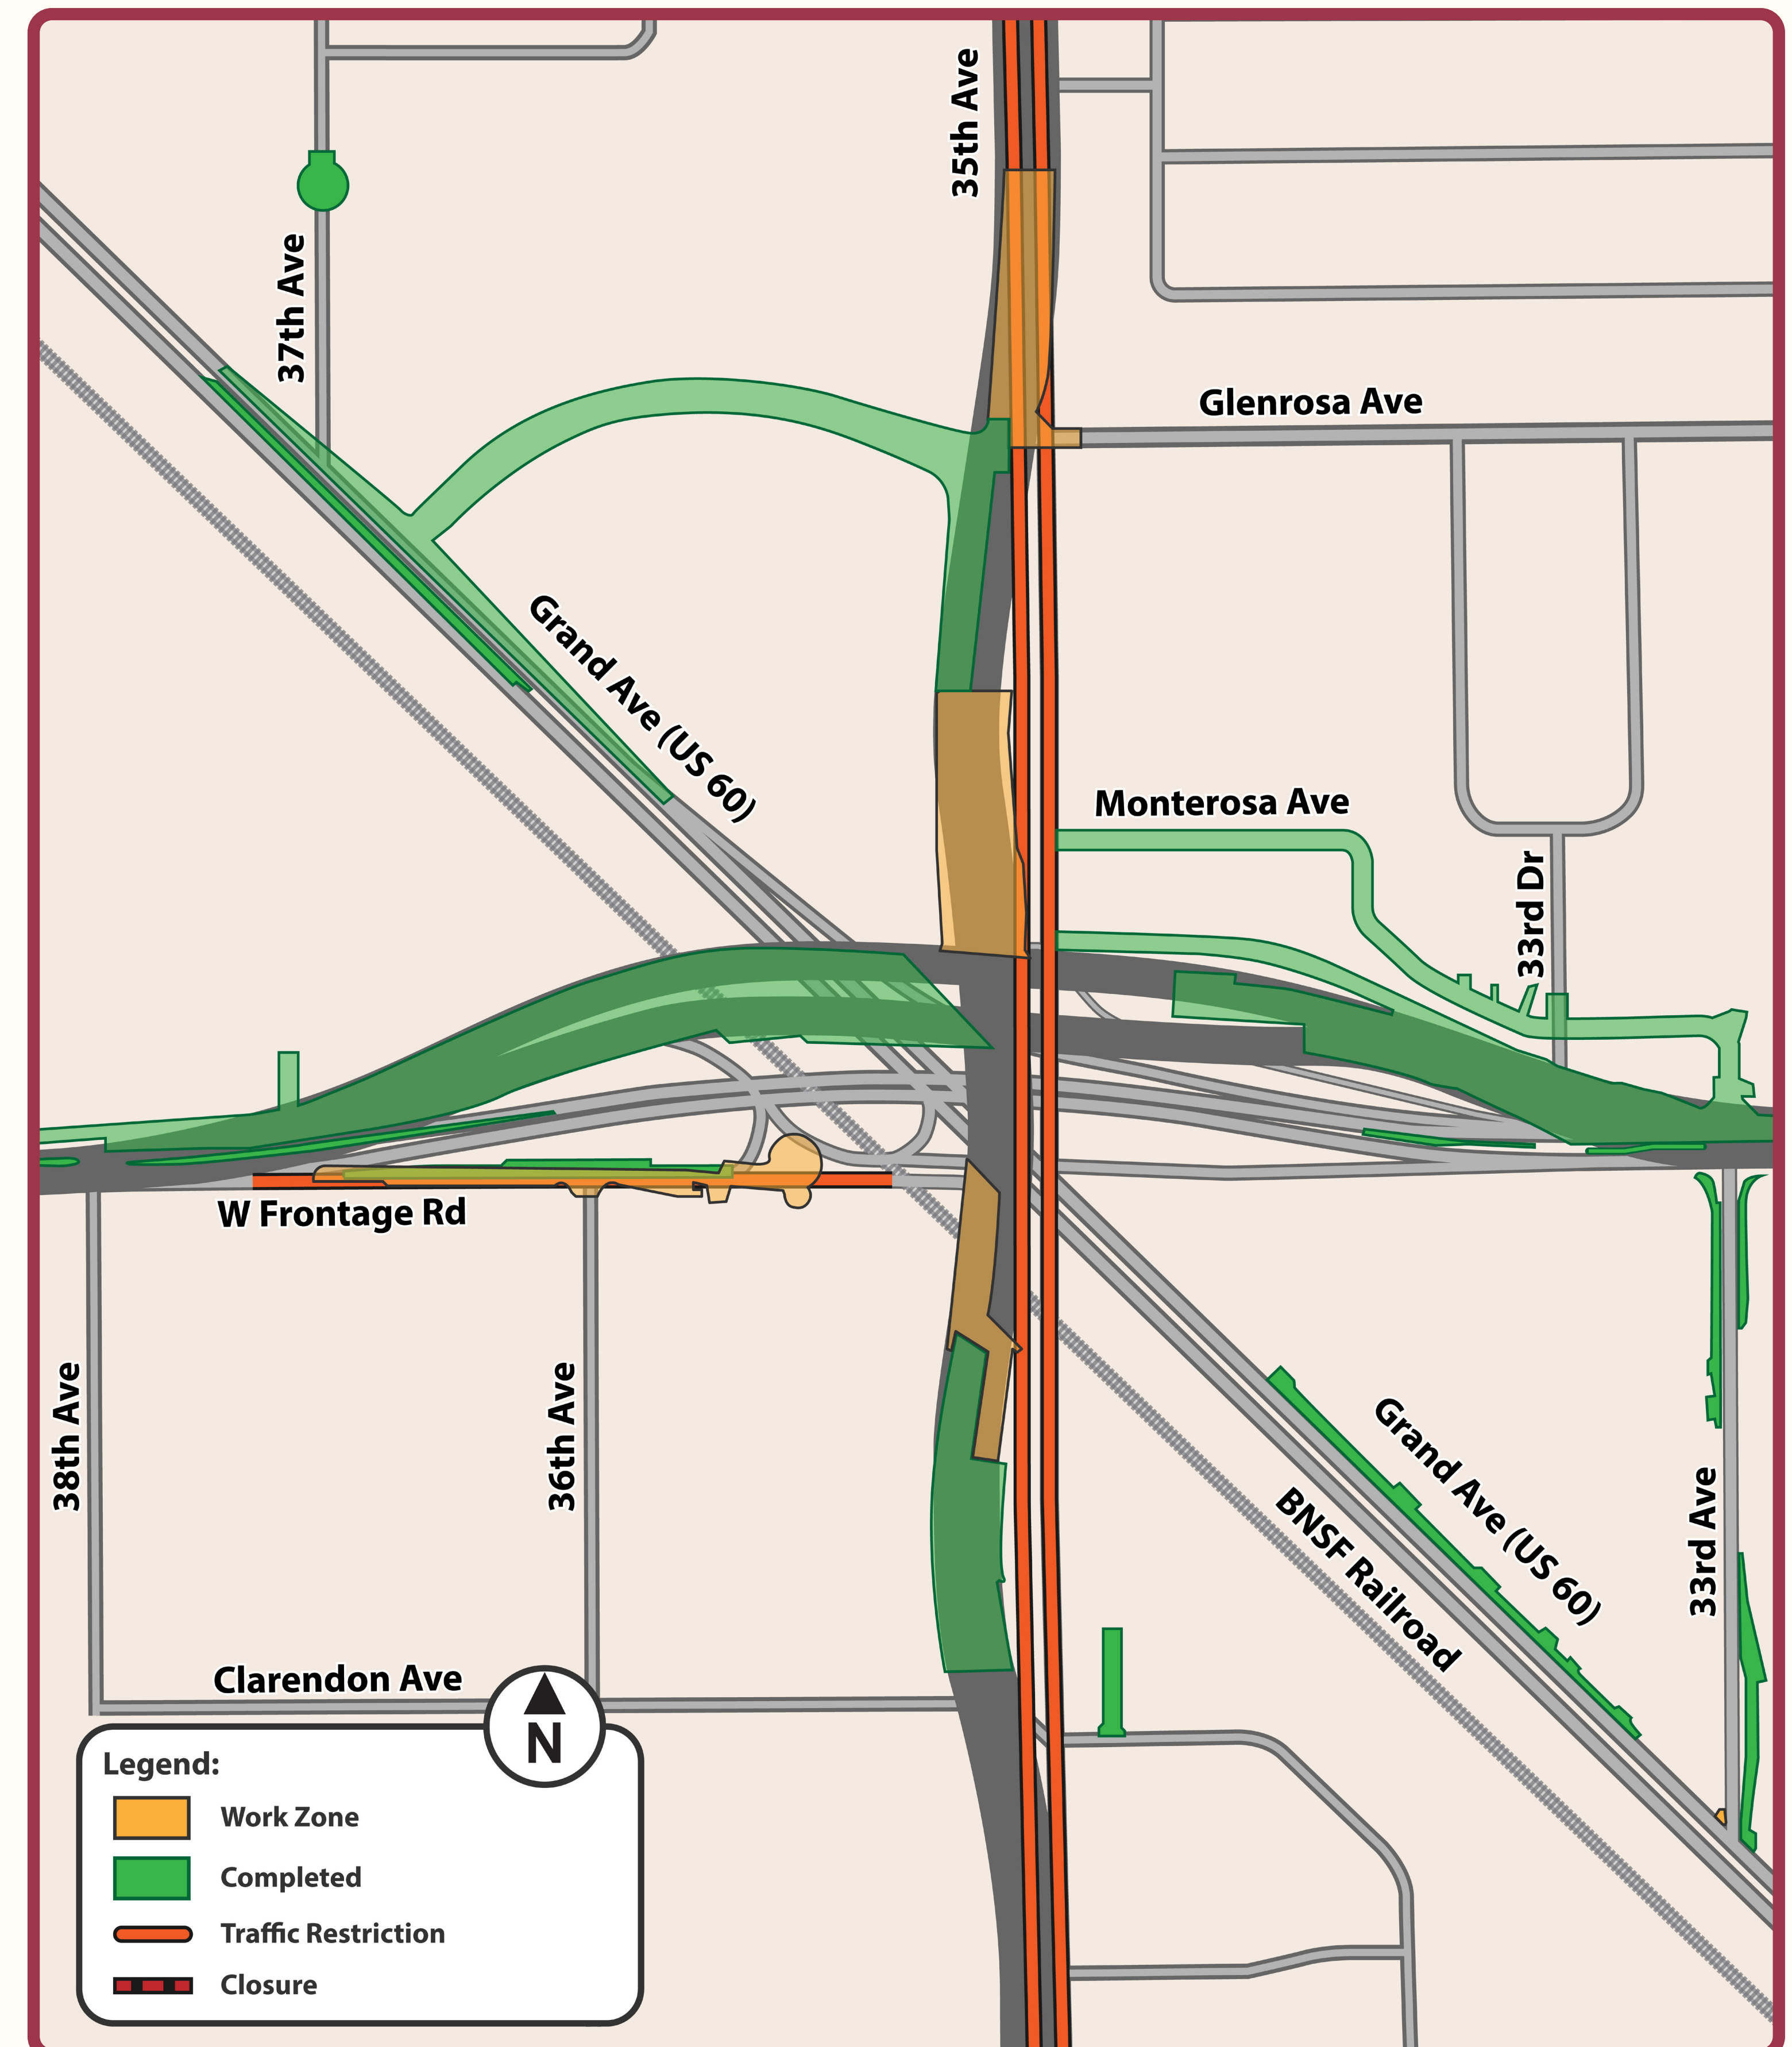 35th Ave
37th Ave
Glenrosa Ave
Grand Ave (US 60)
Monterosa Ave
33rd Dr
W Frontage Rd
38th Ave
36th Ave
Grand Ave (US 60)
BNSF Railroad
33rd Ave
Clarendon Ave
N
Legend:
Work Zone
Completed
Traffic Restriction
Closure